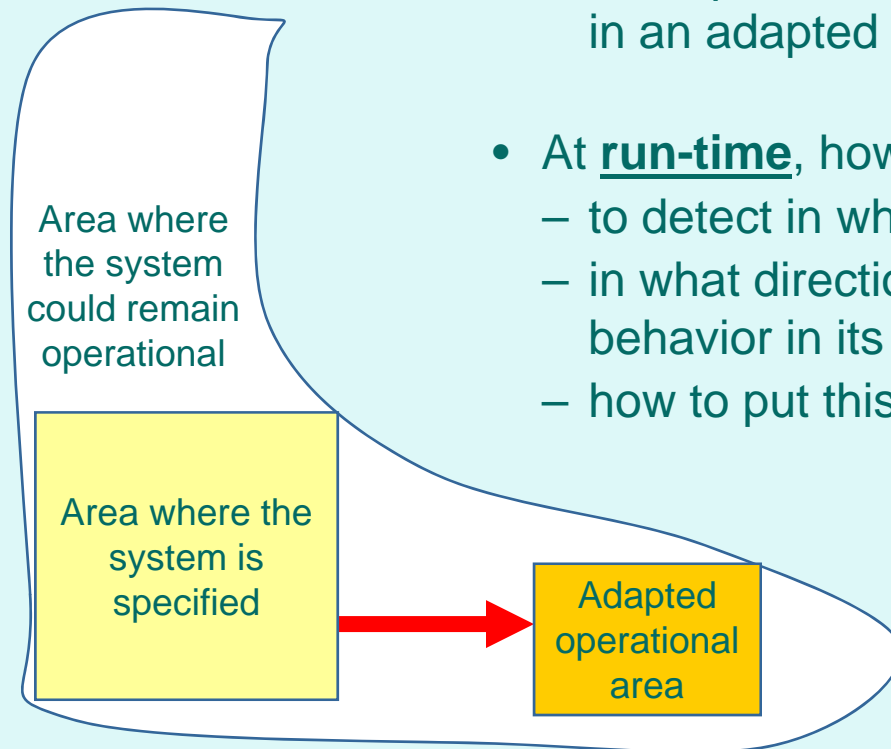 in an adapted
• At run-time, how
– to detect in wh
– in what directio
behavior in its
– how to put this
Area where
the system
could remain
operational
Area where the
system is
specified
Adapted
operational
area